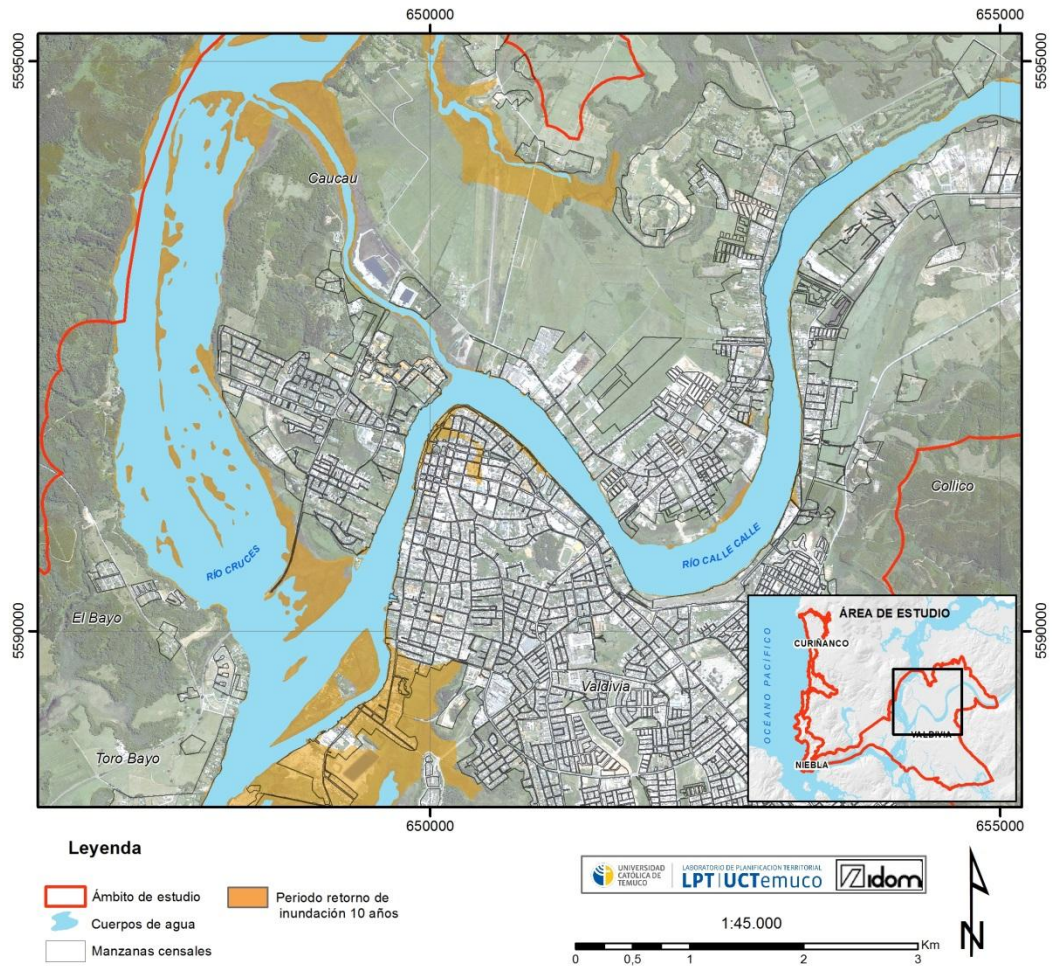 650000
655000
5595000
5595000
Caucau
Collico
RÍO CRUCES
RÍO CALLE CALLE
El Bayo
5590000
5590000
Valdivia
Toro Bayo
ÁREA DE ESTUDIO
CURIÑANCO
OCÉANO PACÍFICO
VALDIVIA
NIEBLA
650000
655000
Leyenda
Ámbito de estudio
Cuerpos de agua
Manzanas censales
Periodo retorno de
inundación 10 años
UNIVERSIDAD
CATÓLICA DE
TEMUCO
LABORATORIO DE PLANIFICACIÓN TERRITORIAL
LPT|UCTemuco
idom
1:45.000
Km
0 0,5 1 2 3
N